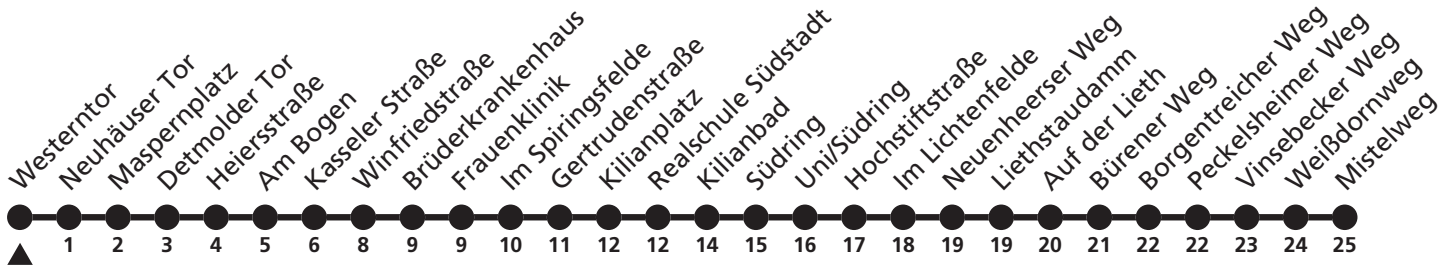 Westerntor
Neuhäuser Tor
Maspernplatz
Detmolder Tor
Heiersstraße
Am Bogen
Kasseler Straße
Winfriedstraße
Brüderkrankenhaus
Frauenklinik
Im Spiringsfelde
Gertrudenstraße
Kilianplatz
Realschule Südstadt
Kilianbad
Südring
Uni/Südring
Hochstiftstraße
Im Lichtenfelde
Neuenheerser Weg
Liethstaudamm
Auf der Lieth
Bürener Weg
Borgentreicher Weg
Peckelsheimer Weg
Vinsebecker Weg
Weißdornweg
Mistelweg
1 2 3 4 5 6 8 9 9 10 11 12 12 14 15 16 17 18 19 19 20 21 22 22 23 24 25